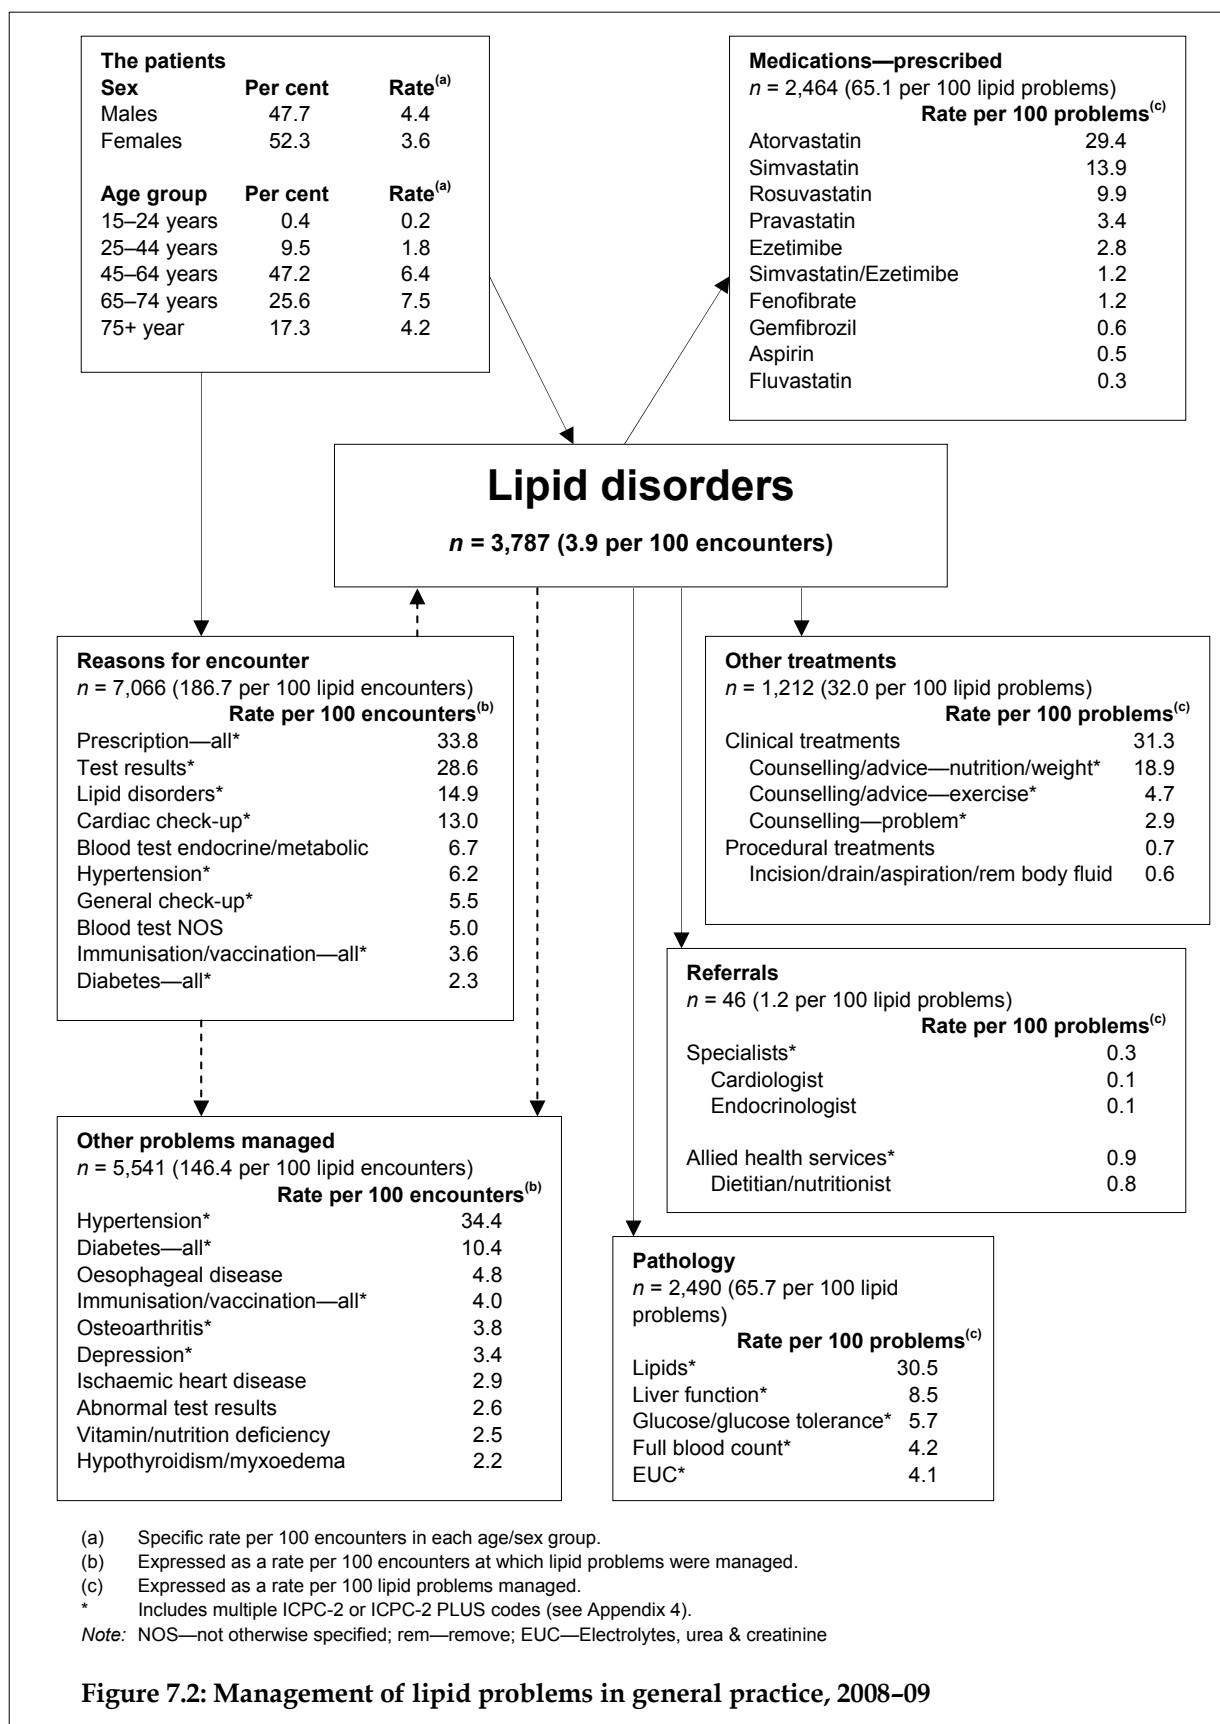 The patients
Sex Per cent Rate(a)
Males 47.7 4.4
Females 52.3 3.6
Age group Per cent Rate(a)
15–24 years 0.4 0.2
25–44 years 9.5 1.8
45–64 years 47.2 6.4
65–74 years 25.6 7.5
75+ year 17.3 4.2
Medications—prescribed
n = 2,464 (65.1 per 100 lipid problems)
Rate per 100 problems(c)
Atorvastatin 29.4
Simvastatin 13.9
Rosuvastatin 9.9
Pravastatin 3.4
Ezetimibe 2.8
Simvastatin/Ezetimibe 1.2
Fenofibrate 1.2
Gemfibrozil 0.6
Aspirin 0.5
Fluvastatin 0.3
Lipid disorders
n = 3,787 (3.9 per 100 encounters)
Reasons for encounter
n = 7,066 (186.7 per 100 lipid encounters)
Rate per 100 encounters(b)
Prescription—all* 33.8
Test results* 28.6
Lipid disorders* 14.9
Cardiac check-up* 13.0
Blood test endocrine/metabolic 6.7
Hypertension* 6.2
General check-up* 5.5
Blood test NOS 5.0
Immunisation/vaccination—all* 3.6
Diabetes—all* 2.3
Other treatments
n = 1,212 (32.0 per 100 lipid problems)
Rate per 100 problems(c)
Clinical treatments 31.3
Counselling/advice—nutrition/weight* 18.9
Counselling/advice—exercise* 4.7
Counselling—problem* 2.9
Procedural treatments 0.7
Incision/drain/aspiration/rem body fluid 0.6
Referrals
n = 46 (1.2 per 100 lipid problems)
Rate per 100 problems(c)
Specialists* 0.3
Cardiologist 0.1
Endocrinologist 0.1
Allied health services* 0.9
Dietitian/nutritionist 0.8
Other problems managed
n = 5,541 (146.4 per 100 lipid encounters)
Rate per 100 encounters(b)
Hypertension* 34.4
Diabetes—all* 10.4
Oesophageal disease 4.8
Immunisation/vaccination—all* 4.0
Osteoarthritis* 3.8
Depression* 3.4
Ischaemic heart disease 2.9
Abnormal test results 2.6
Vitamin/nutrition deficiency 2.5
Hypothyroidism/myxoedema 2.2
Pathology
n = 2,490 (65.7 per 100 lipid
problems)
Rate per 100 problems(c)
Lipids* 30.5
Liver function* 8.5
Glucose/glucose tolerance* 5.7
Full blood count* 4.2
EUC* 4.1
(a) Specific rate per 100 encounters in each age/sex group.
(b) Expressed as a rate per 100 encounters at which lipid problems were managed.
(c) Expressed as a rate per 100 lipid problems managed.
* Includes multiple ICPC-2 or ICPC-2 PLUS codes (see Appendix 4).
Note: NOS—not otherwise specified; rem—remove; EUC—Electrolytes, urea & creatinine
Figure 7.2: Management of lipid problems in general practice, 2008–09